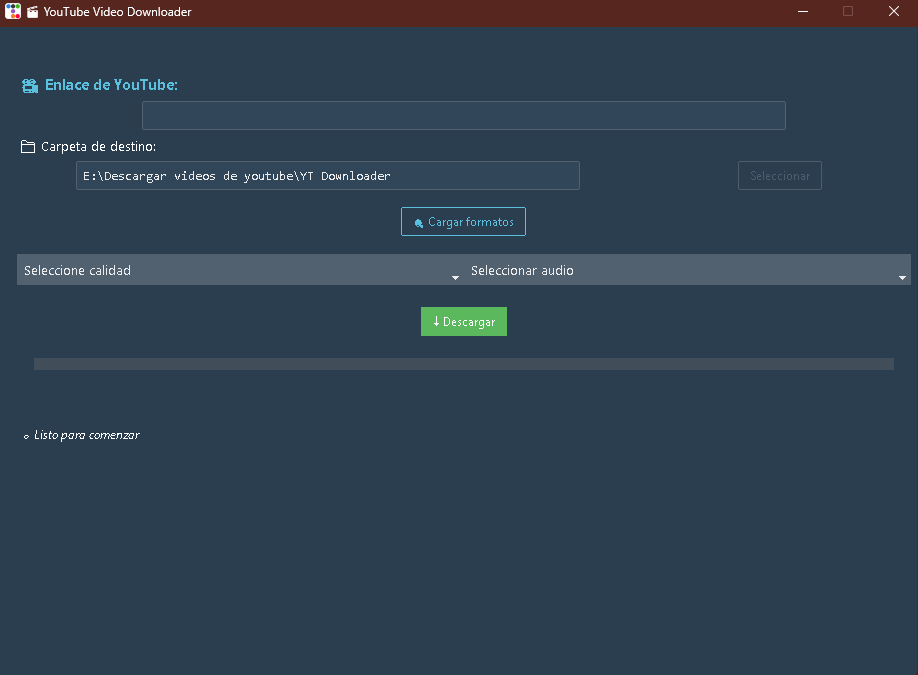 YouTube Video Downloader
Enlace de YouTube:
Carpeta de destino:
E:\Descargar videos de youtube\YT Downloader
Seleccionar
Cargar formatos
Seleccione calidad
Seleccionar audio
↓ Descargar
Listo para comenzar